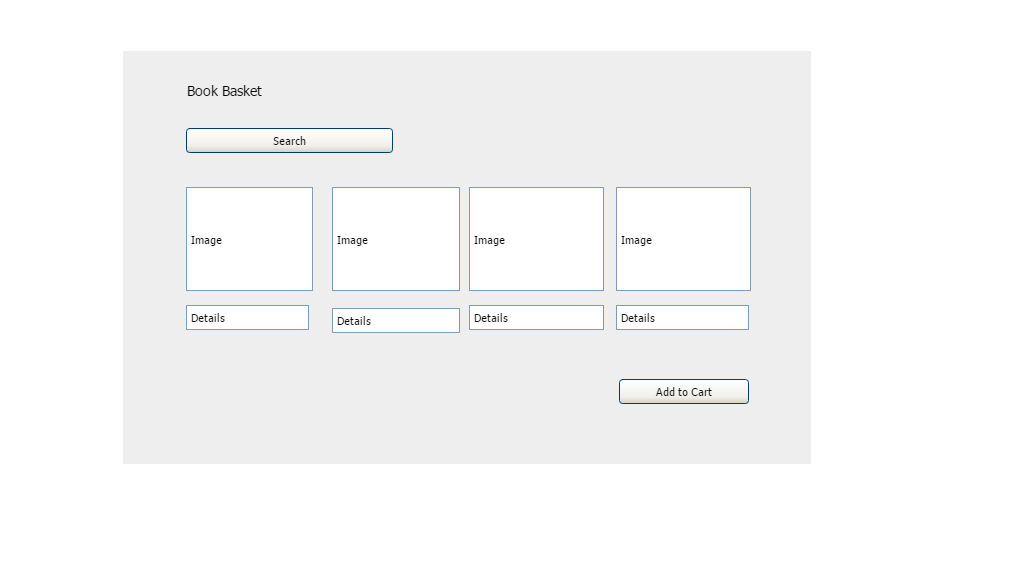 Book Basket
Search
Image
Image
Image
Image
Details
Details
Details
Details
Add to Cart